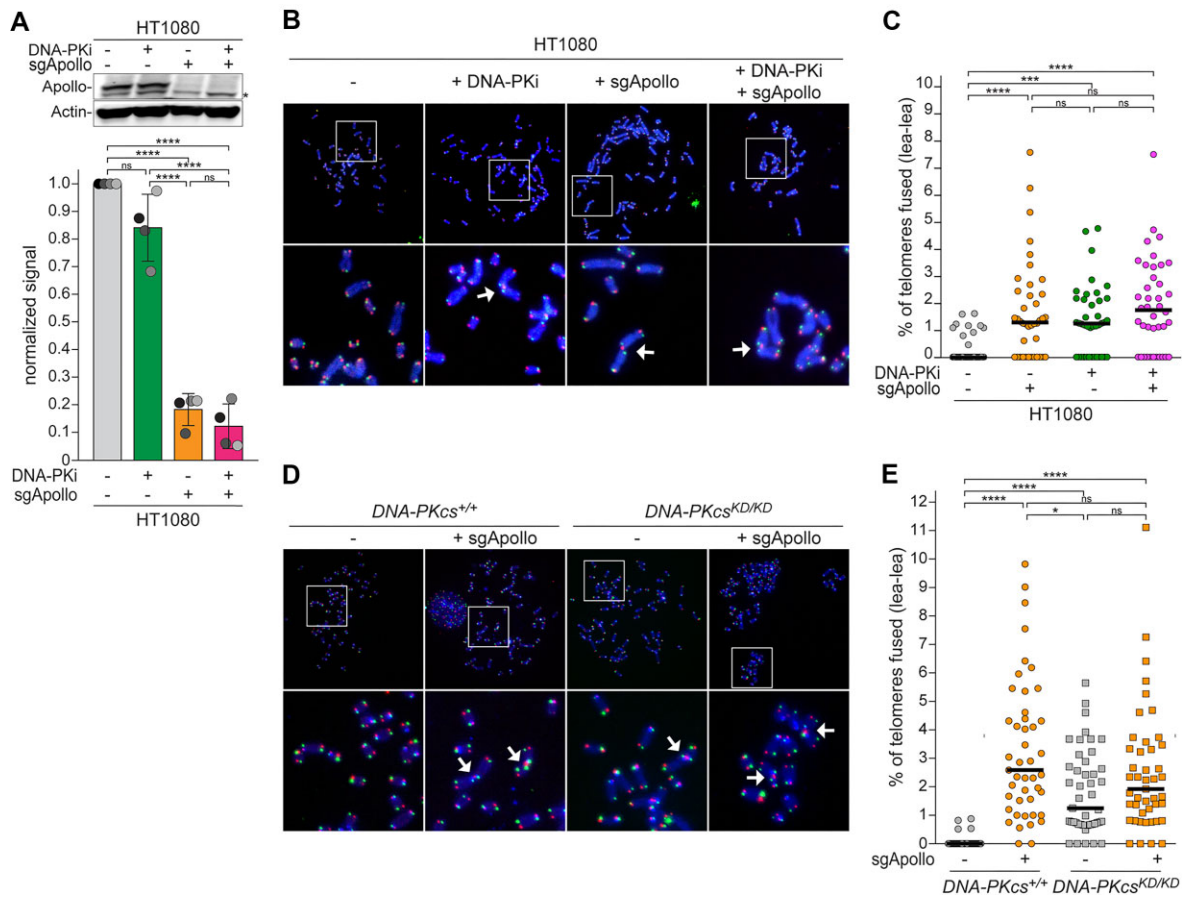 A
HT1080
DNA-PKi - + - +
sgApollo - - + +
Apollo-
*
Actin-
****
****
ns ****
**** ns
normalized signal
1.0
0.9
0.8
0.7
0.6
0.5
0.4
0.3
0.2
0.1
0
DNA-PKi - + - +
sgApollo - - + +
HT1080
B
HT1080
- + DNA-PKi + sgApollo + DNA-PKi
+ sgApollo
C
****
*** ns
**** ns ns
% of telomeres fused (lea-lea)
10
9
8
7
6
5
4
3
2
1
0
DNA-PKi - - + +
sgApollo - + - +
HT1080
D
DNA-PKcs+/+ DNA-PKcsKD/KD
- + sgApollo - + sgApollo
E
****
**** ns
**** * ns
% of telomeres fused (lea-lea)
12
11
10
9
8
7
6
5
4
3
2
1
0
sgApollo - + - +
DNA-PKcs+/+ DNA-PKcsKD/KD